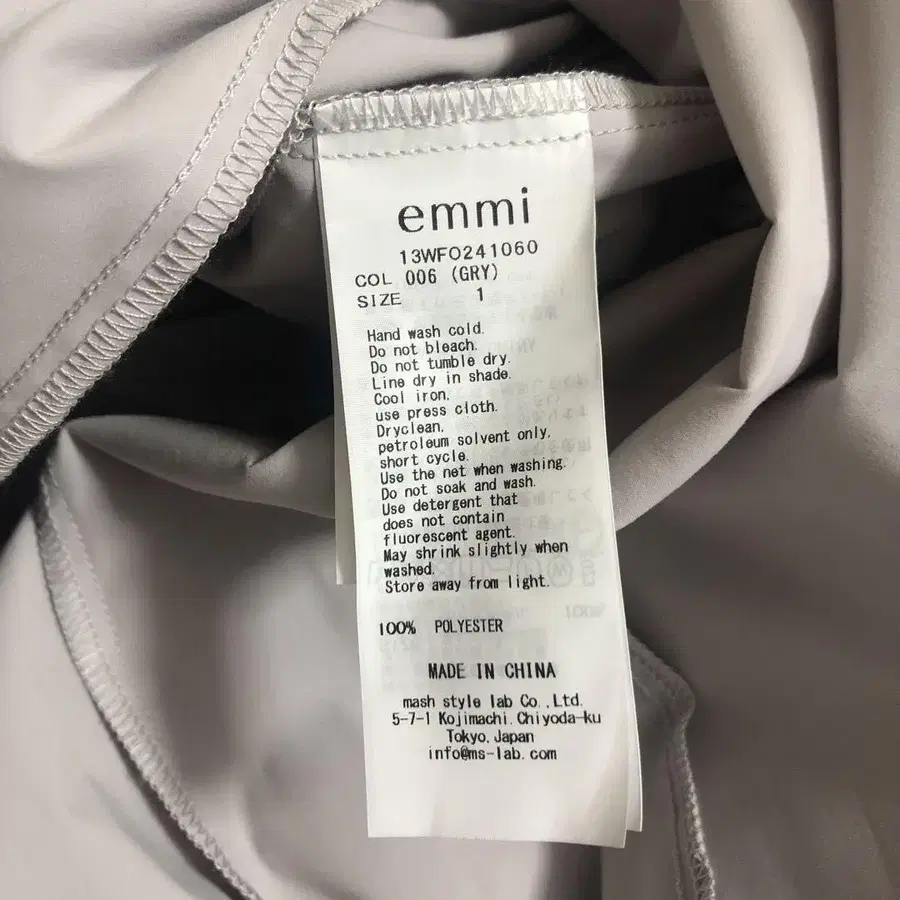 emmi
13WFO241060
COL 006 (GRY)
SIZE 1
Hand wash cold.
Do not bleach.
Do not tumble dry.
Line dry in shade.
Cool iron.
use press cloth.
Dryclean,
petroleum solvent only,
short cycle.
Use the net when washing.
Do not soak and wash.
Use detergent that
does not contain
fluorescent agent.
May shrink slightly when
washed.
Store away from light.
100% POLYESTER
MADE IN CHINA
mash style lab Co.,Ltd.
5-7-1 Kojimachi.Chiyoda-ku
Tokyo,Japan
info@ms-lab.com